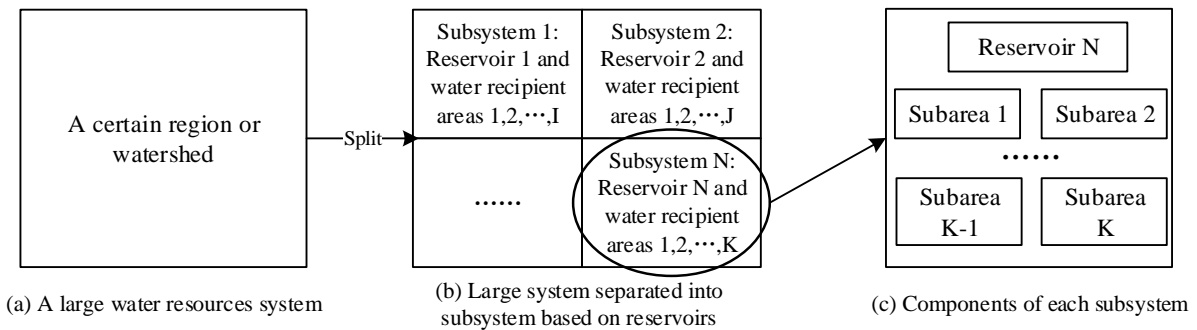 A certain region or
watershed
Split
Subsystem 1:
Reservoir 1 and
water recipient
areas 1,2,⋯,I
Subsystem 2:
Reservoir 2 and
water recipient
areas 1,2,⋯,J
……
Subsystem N:
Reservoir N and
water recipient
areas 1,2,⋯,K
Reservoir N
Subarea 1
Subarea 2
……
Subarea
K-1
Subarea
K
(a) A large water resources system
(b) Large system separated into
subsystem based on reservoirs
(c) Components of each subsystem